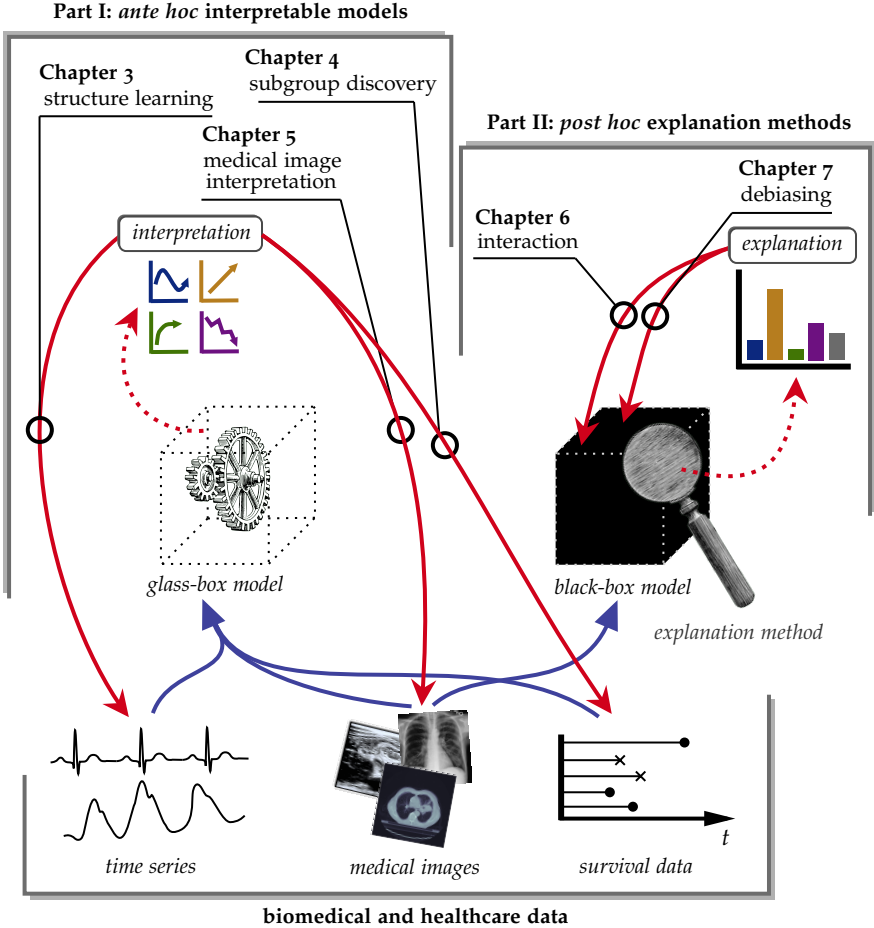 Part I: ante hoc interpretable models
Chapter 3
structure learning
Chapter 4
subgroup discovery
Chapter 5
medical image
interpretation
interpretation
glass-box model
Part II: post hoc explanation methods
Chapter 6
interaction
Chapter 7
debiasing
explanation
black-box model
explanation method
time series
medical images
t
survival data
biomedical and healthcare data